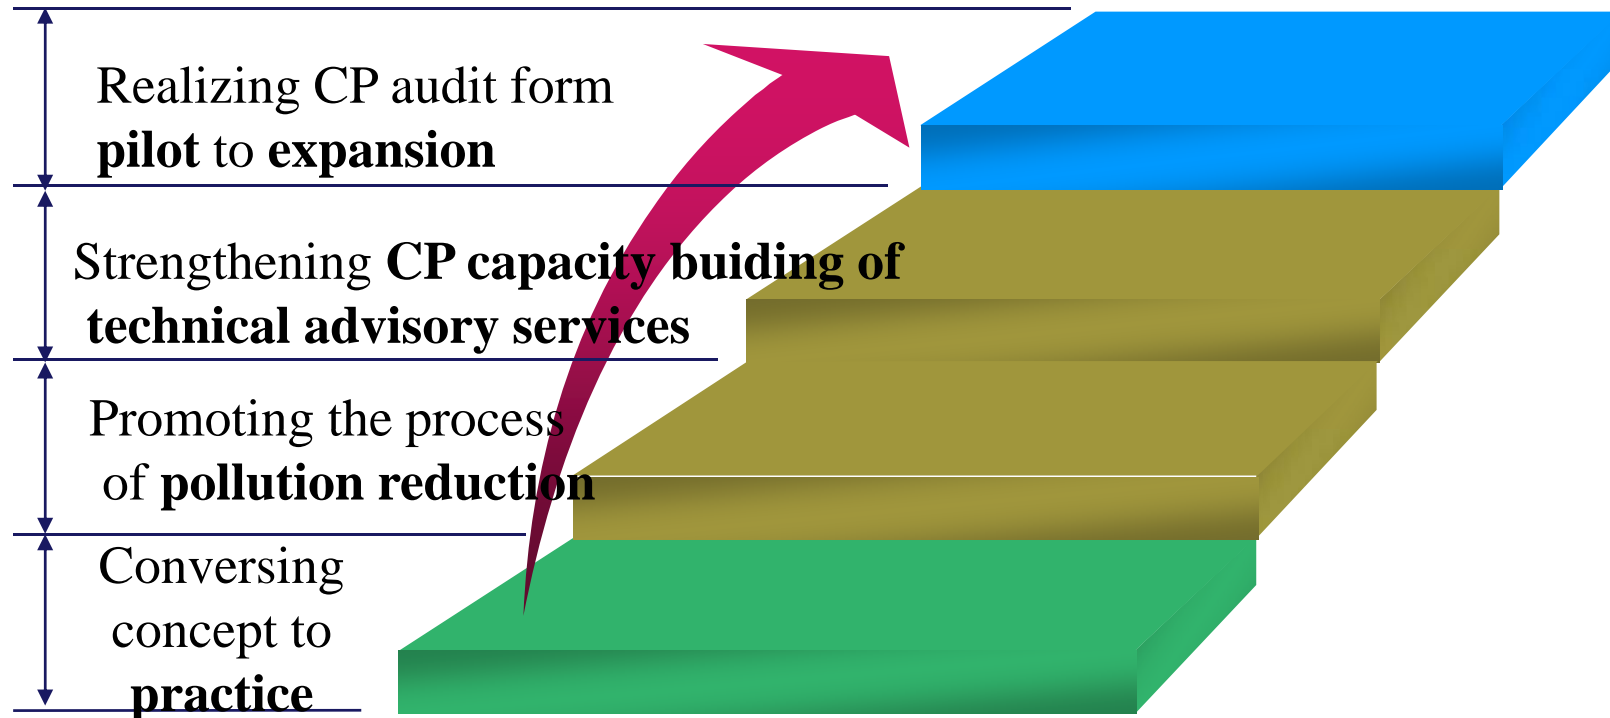 Realizing CP audit form
pilot to expansion
Strengthening CP capacity buiding of
technical advisory services
Promoting the process
of pollution reduction
Conversing
concept to
practice